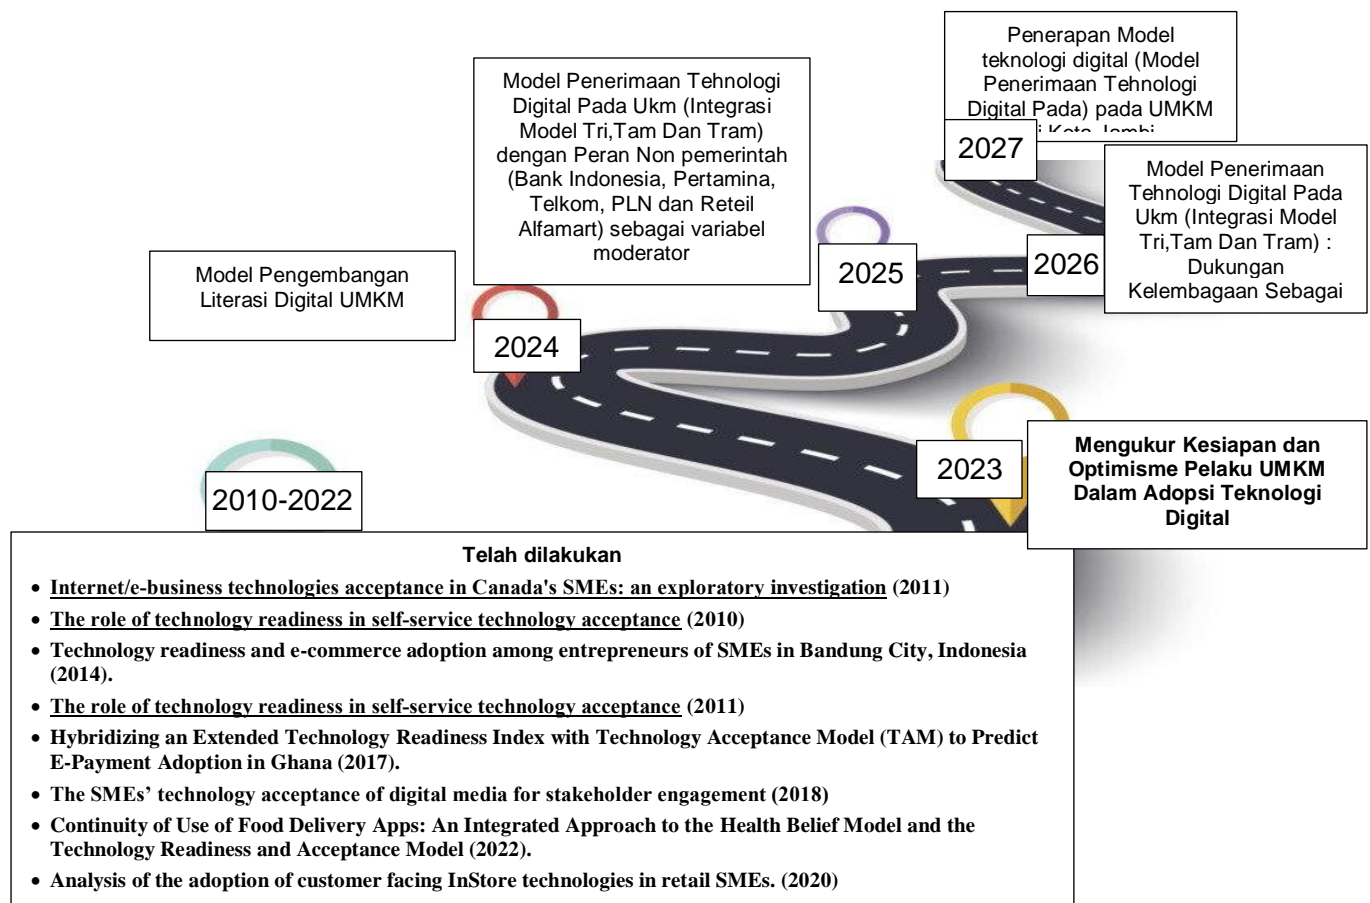 Penerapan Model
teknologi digital (Model
Penerimaan Tehnologi
Digital Pada) pada UMKM
Kota Jambi
2027
Model Penerimaan
Tehnologi Digital Pada
Ukm (Integrasi Model
Tri,Tam Dan Tram) :
Dukungan
Kelembagaan Sebagai
2026
2025
Model Penerimaan Tehnologi
Digital Pada Ukm (Integrasi
Model Tri,Tam Dan Tram)
dengan Peran Non pemerintah
(Bank Indonesia, Pertamina,
Telkom, PLN dan Reteil
Alfamart) sebagai variabel
moderator
Model Pengembangan
Literasi Digital UMKM
2024
2023
Mengukur Kesiapan dan
Optimisme Pelaku UMKM
Dalam Adopsi Teknologi
Digital
2010-2022
Telah dilakukan
• Internet/e-business technologies acceptance in Canada's SMEs: an exploratory investigation (2011)
• The role of technology readiness in self-service technology acceptance (2010)
• Technology readiness and e-commerce adoption among entrepreneurs of SMEs in Bandung City, Indonesia
(2014).
• The role of technology readiness in self-service technology acceptance (2011)
• Hybridizing an Extended Technology Readiness Index with Technology Acceptance Model (TAM) to Predict
E-Payment Adoption in Ghana (2017).
• The SMEs’ technology acceptance of digital media for stakeholder engagement (2018)
• Continuity of Use of Food Delivery Apps: An Integrated Approach to the Health Belief Model and the
Technology Readiness and Acceptance Model (2022).
• Analysis of the adoption of customer facing InStore technologies in retail SMEs. (2020)